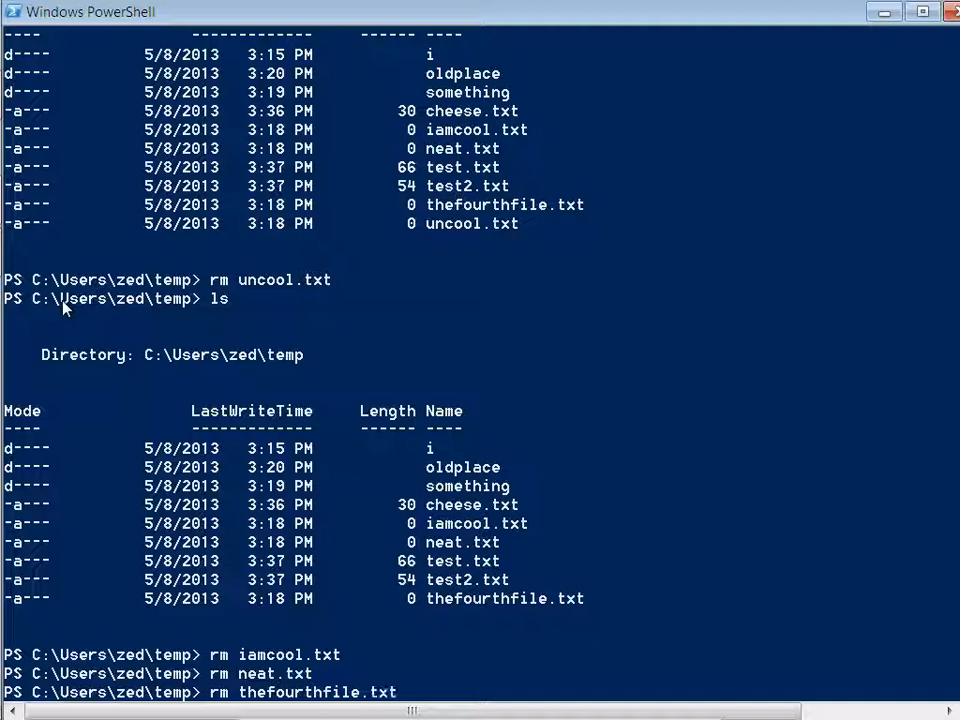 Windows PowerShell
---- ------------- ------ ----
d---- 5/8/2013 3:15 PM i
d---- 5/8/2013 3:20 PM oldplace
d---- 5/8/2013 3:19 PM something
-a--- 5/8/2013 3:36 PM 30 cheese.txt
-a--- 5/8/2013 3:18 PM 0 iamcool.txt
-a--- 5/8/2013 3:18 PM 0 neat.txt
-a--- 5/8/2013 3:37 PM 66 test.txt
-a--- 5/8/2013 3:37 PM 54 test2.txt
-a--- 5/8/2013 3:18 PM 0 thefourthfile.txt
-a--- 5/8/2013 3:18 PM 0 uncool.txt
PS C:\Users\zed\temp> rm uncool.txt
PS C:\Users\zed\temp> ls
Directory: C:\Users\zed\temp
Mode LastWriteTime Length Name
---- ------------- ------ ----
d---- 5/8/2013 3:15 PM i
d---- 5/8/2013 3:20 PM oldplace
d---- 5/8/2013 3:19 PM something
-a--- 5/8/2013 3:36 PM 30 cheese.txt
-a--- 5/8/2013 3:18 PM 0 iamcool.txt
-a--- 5/8/2013 3:18 PM 0 neat.txt
-a--- 5/8/2013 3:37 PM 66 test.txt
-a--- 5/8/2013 3:37 PM 54 test2.txt
-a--- 5/8/2013 3:18 PM 0 thefourthfile.txt
PS C:\Users\zed\temp> rm iamcool.txt
PS C:\Users\zed\temp> rm neat.txt
PS C:\Users\zed\temp> rm thefourthfile.txt